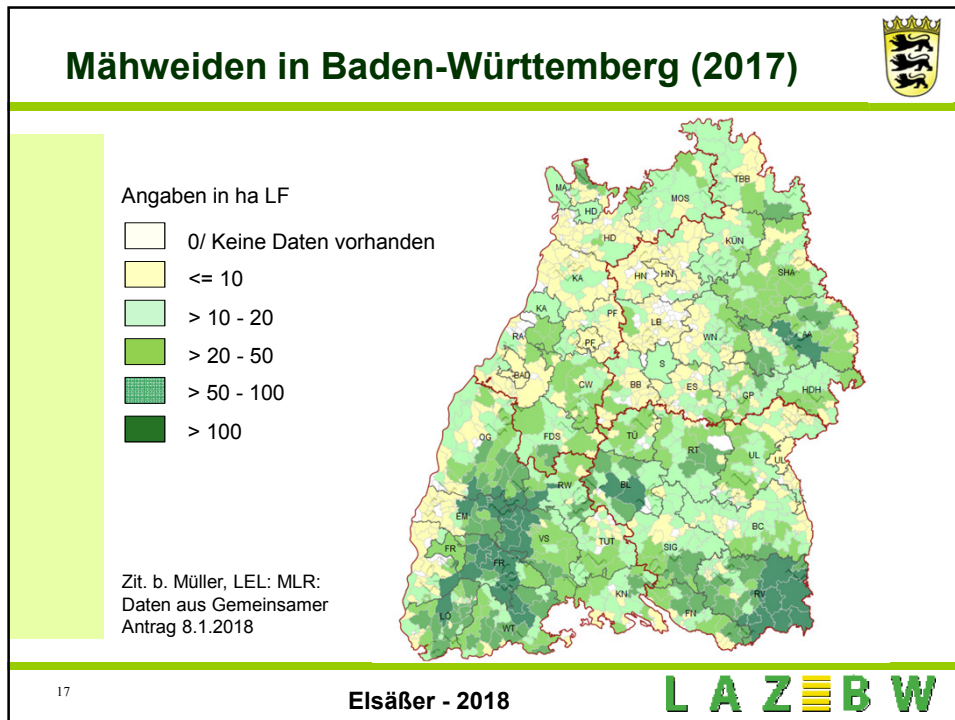 Mähweiden in Baden-Württemberg (2017)
Angaben in ha LF
0/ Keine Daten vorhanden
<= 10
> 10 - 20
> 20 - 50
> 50 - 100
> 100
MA
TBB
HD
MOS
HD
KÜN
HN
HN
SHA
KA
KA
PF
LB
RA
PF
WN
AA
BAD
S
CW
BB
ES
GP
HDH
OG
FDS
TÜ
RT
UL
UL
RW
BL
EM
FR
VS
TUT
SIG
BC
FR
RV
LÖ
WT
KN
FN
Zit. b. Müller, LEL: MLR:
Daten aus Gemeinsamer
Antrag 8.1.2018
17
Elsäßer - 2018
LAZBW